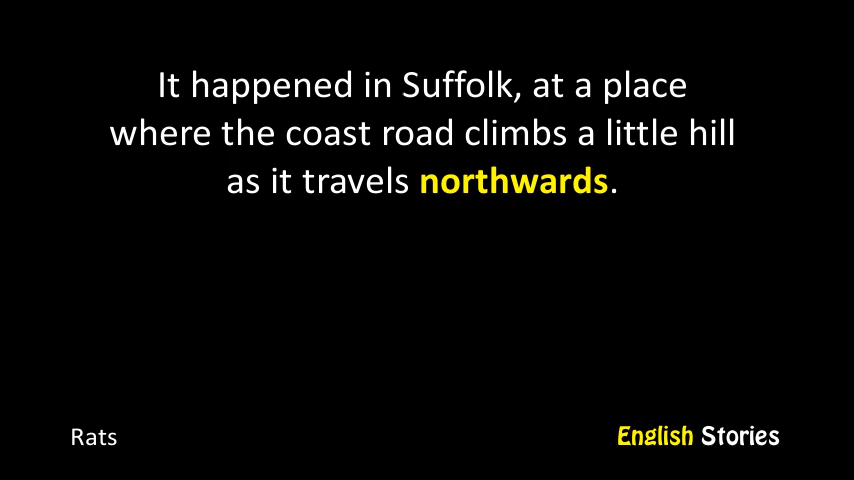 It happened in Suffolk, at a place
where the coast road climbs a little hill
as it travels northwards.
Rats
English Stories